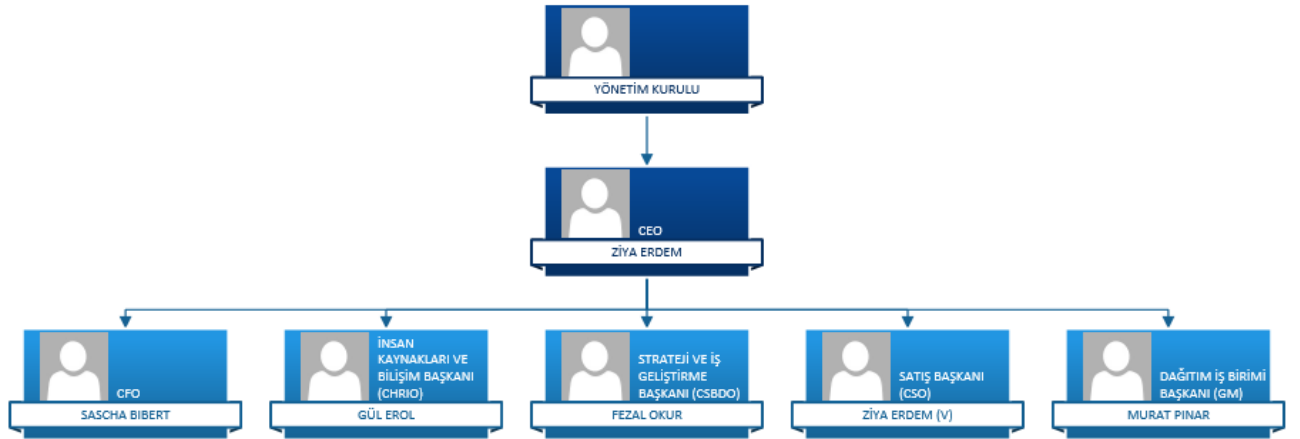 YÖNETİM KURULU
CEO
ZİYA ERDEM
CFO
SASCHA BIBERT
İNSAN
KAYNAKLARI VE
BİLİŞİM BAŞKANI
(CHRIO)
GÜL EROL
STRATEJİ VE İŞ
GELİŞTİRME
BAŞKANI (CSBDO)
FEZAL OKUR
SATIŞ BAŞKANI
(CSO)
ZİYA ERDEM (V)
DAĞITIM İŞ BİRİMİ
BAŞKANI (GM)
MURAT PINAR